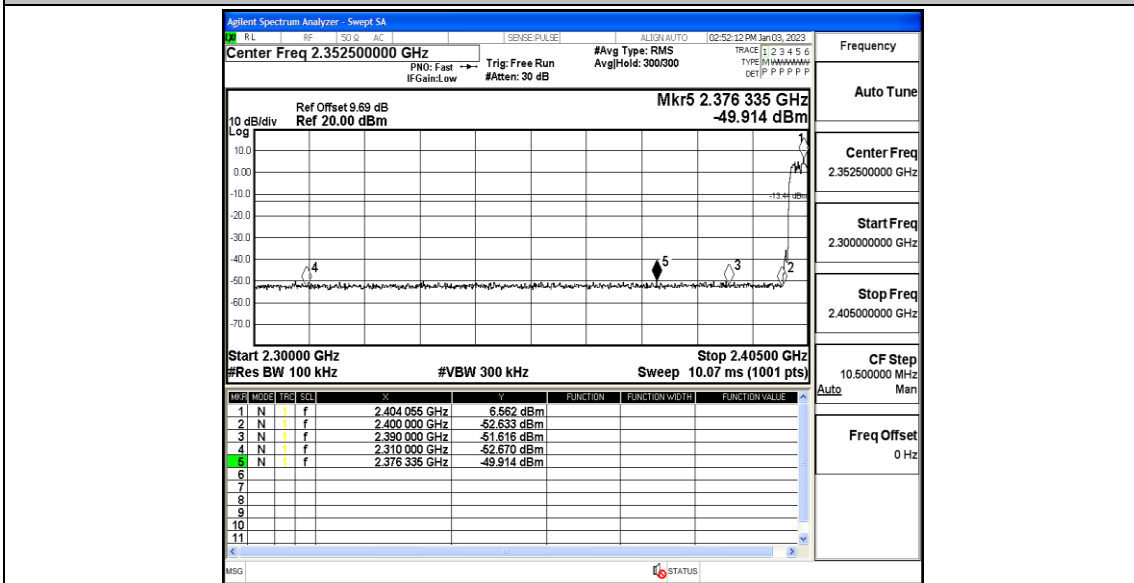 Agilent Spectrum Analyzer - Swept SA
LXI RL RF 50 Ω AC SENSE:PULSE ALIGN AUTO 02:52:12 PM Jan 03, 2023
Center Freq 2.352500000 GHz
PNO: Fast
IFGain:Low
Trig: Free Run
#Atten: 30 dB
#Avg Type: RMS
Avg|Hold: 300/300
TRACE 1 2 3 4 5 6
TYPE M
DET P P P P P P
Ref Offset 9.69 dB
10 dB/div Ref 20.00 dBm
Log
Mkr5 2.376 335 GHz
-49.914 dBm
10.0
0.00
-10.0
-20.0
-30.0
-40.0
-50.0
-60.0
-70.0
1
-13.44 dBm
4
5
3
2
Start 2.30000 GHz Stop 2.40500 GHz
#Res BW 100 kHz #VBW 300 kHz Sweep 10.07 ms (1001 pts)
MKR MODE TRC SCL X Y FUNCTION FUNCTION WIDTH FUNCTION VALUE
1 N 1 f 2.404 055 GHz 6.562 dBm
2 N 1 f 2.400 000 GHz -52.633 dBm
3 N 1 f 2.390 000 GHz -51.616 dBm
4 N 1 f 2.310 000 GHz -52.670 dBm
5 N 1 f 2.376 335 GHz -49.914 dBm
6
7
8
9
10
11
MSG STATUS
Frequency
Auto Tune
Center Freq
2.352500000 GHz
Start Freq
2.300000000 GHz
Stop Freq
2.405000000 GHz
CF Step
10.500000 MHz
Auto Man
Freq Offset
0 Hz